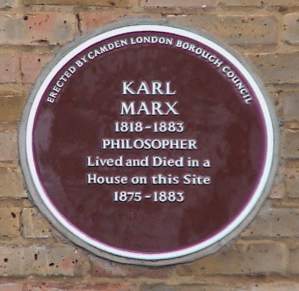 ERECTED BY CAMDEN LONDON BOROUGH COUNCIL
KARL
MARX
1818-1883
PHILOSOPHER
Lived and Died in a
House on this Site
1875-1883